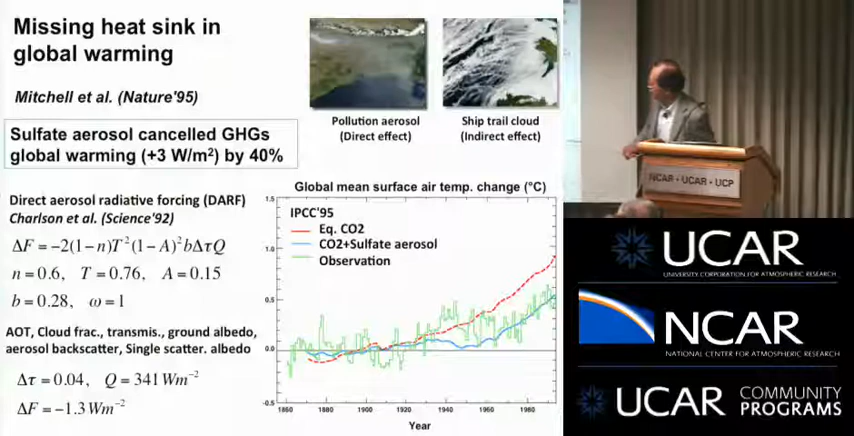 Missing heat sink in
global warming
Mitchell et al. (Nature'95)
Sulfate aerosol cancelled GHGs
global warming (+3 W/m²) by 40%
Pollution aerosol
(Direct effect)
Ship trail cloud
(Indirect effect)
Direct aerosol radiative forcing (DARF)
Charlson et al. (Science'92)
ΔF = −2(1−n)T²(1−A)²bΔτQ
n = 0.6, T = 0.76, A = 0.15
b = 0.28, ω = 1
AOT, Cloud frac., transmis., ground albedo,
aerosol backscatter, Single scatter. albedo
Δτ = 0.04, Q = 341 Wm⁻²
ΔF = −1.3 Wm⁻²
Global mean surface air temp. change (°C)
IPCC'95
Eq. CO2
CO2+Sulfate aerosol
Observation
1.5
1.0
0.5
0.0
-0.5
1860 1880 1900 1920 1940 1960 1980
Year
NCAR • UCAR • UCP
UCAR
UNIVERSITY CORPORATION FOR ATMOSPHERIC RESEARCH
NCAR
NATIONAL CENTER FOR ATMOSPHERIC RESEARCH
UCAR COMMUNITY
PROGRAMS